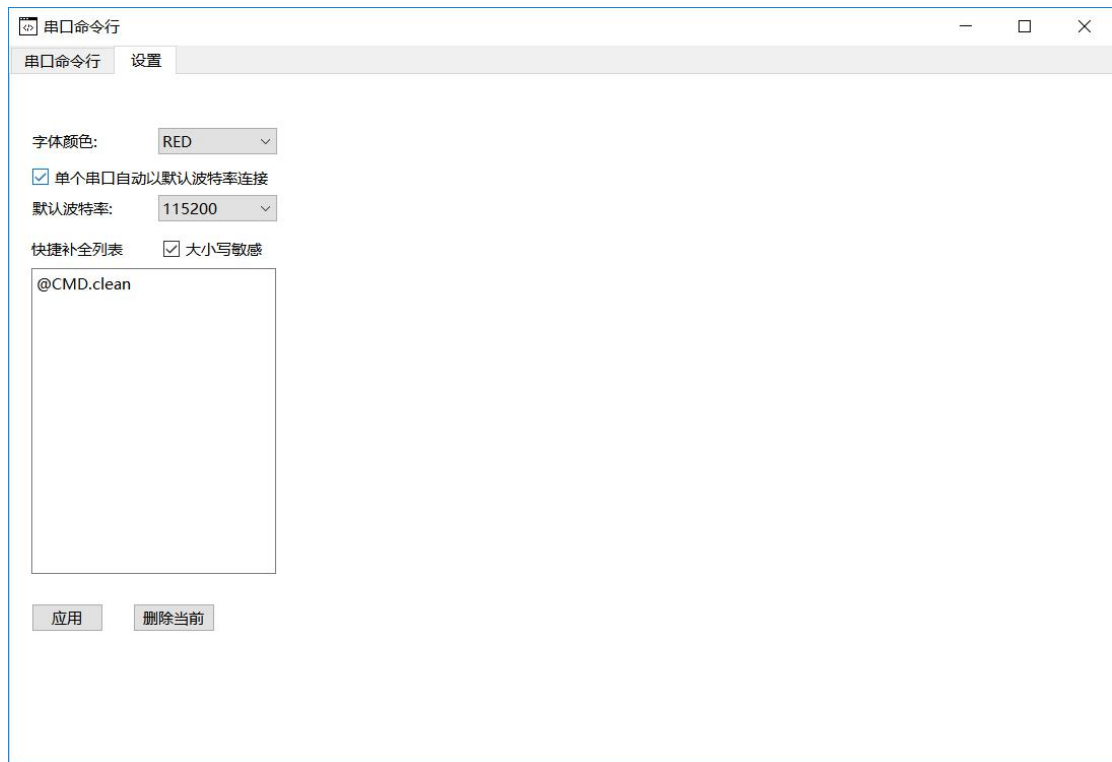 串口命令行
串口命令行 设置
字体颜色: RED
单个串口自动以默认波特率连接
默认波特率: 115200
快捷补全列表 大小写敏感
@CMD.clean
应用 删除当前